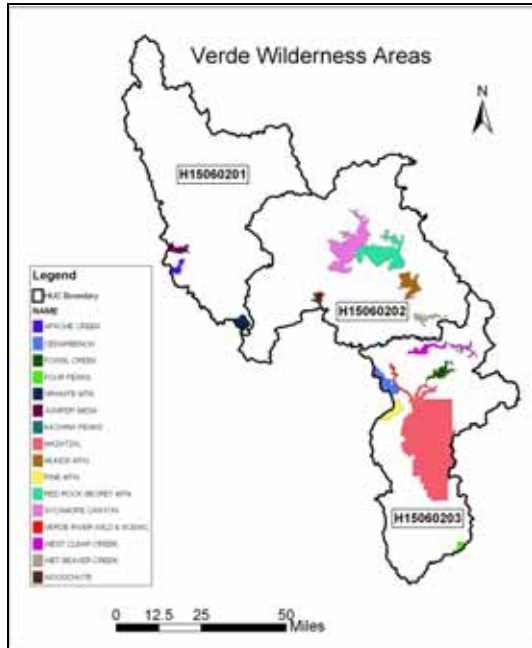 Verde Wilderness Areas
N
H15060201
H15060202
H15060203
Legend
HUC Boundary
NAME
APACHE CREEK
CEDARBENCH
FOSSIL CREEK
FOUR PEAKS
GRANITE MTN
JUNIPER MESA
KACHINA PEAKS
MAZATZAL
MUNDS MTN
PINE MTN
RED ROCK SECRET MTN
SYCAMORE CANYON
VERDE RIVER WILD & SCENIC
WEST CLEAR CREEK
WET BEAVER CREEK
WOODCHUTE
0 12.5 25 50
Miles